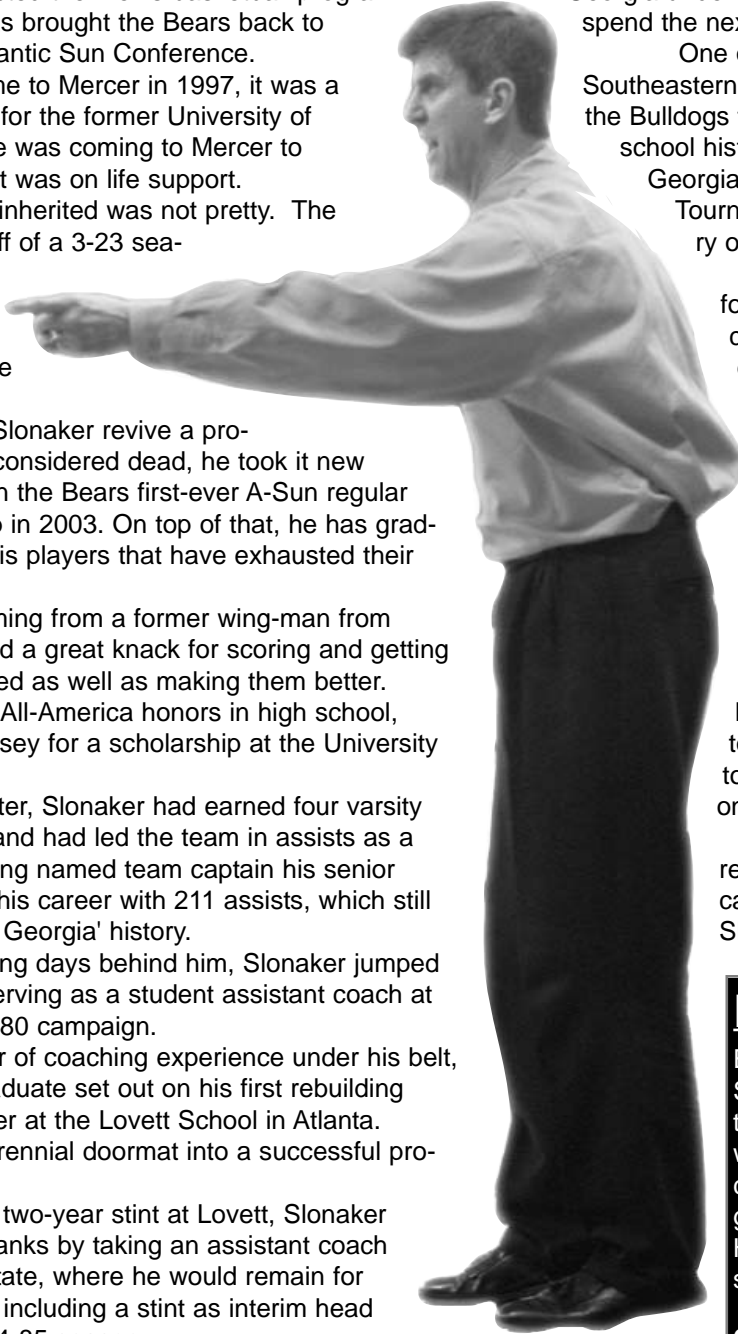 s brought the Bears back to
antic Sun Conference.
ne to Mercer in 1997, it was a
for the former University of
e was coming to Mercer to
t was on life support.
inherited was not pretty.  The
ff of a 3-23 sea-
e
Slonaker revive a pro-
considered dead, he took it new
n the Bears first-ever A-Sun regular
o in 2003. On top of that, he has grad-
is players that have exhausted their
ning from a former wing-man from
d a great knack for scoring and getting
ed as well as making them better.
All-America honors in high school,
sey for a scholarship at the University
ter, Slonaker had earned four varsity
and had led the team in assists as a
ng named team captain his senior
his career with 211 assists, which still
Georgia' history.
ng days behind him, Slonaker jumped
erving as a student assistant coach at
80 campaign.
r of coaching experience under his belt,
aduate set out on his first rebuilding
er at the Lovett School in Atlanta.
rennial doormat into a successful pro-
two-year stint at Lovett, Slonaker
anks by taking an assistant coach
tate, where he would remain for
including a stint as interim head
spend the nex
One
Southeastern
the Bulldogs
school hist
Georgia
Tourn
ry o
fo
to
on
re
ca
S